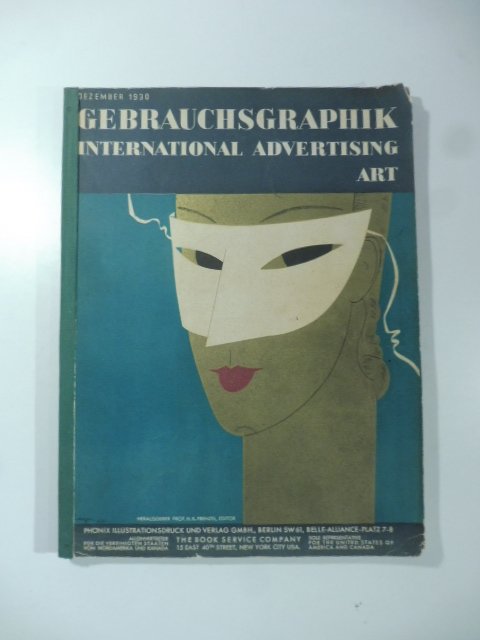 DEZEMBER 1930
GEBRAUCHSGRAPHIK
INTERNATIONAL ADVERTISING
ART
HERAUSGEBER PROF. H. K. FRENZEL, EDITOR
PHÖNIX ILLUSTRATIONSDRUCK UND VERLAG GMBH., BERLIN SW 61, BELLE-ALLIANCE-PLATZ 7-8
ALLEINVERTRETER
FÜR DIE VEREINIGTEN STAATEN
VON NORDAMERIKA UND KANADA
THE BOOK SERVICE COMPANY
15 EAST 40TH STREET, NEW YORK CITY USA.
SOLE REPRESENTATIVE
FOR THE UNITED STATES OF
AMERICA AND CANADA